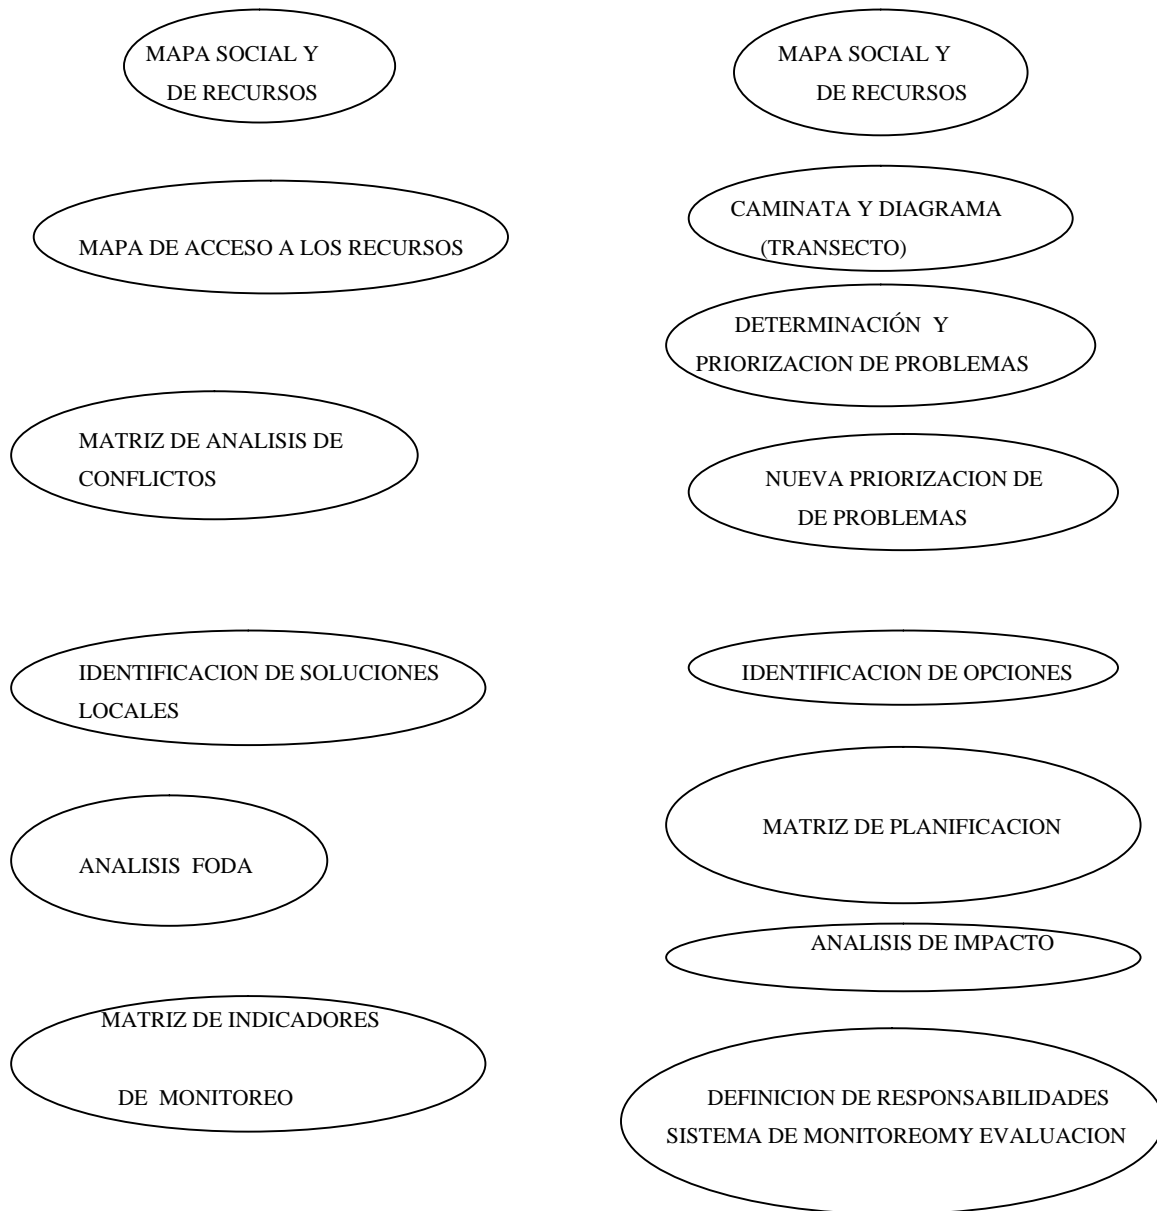 MAPA SOCIAL Y
DE RECURSOS
MAPA DE ACCESO A LOS RECURSOS
MATRIZ DE ANALISIS DE
CONFLICTOS
IDENTIFICACION DE SOLUCIONES
LOCALES
ANALISIS FODA
MATRIZ DE INDICADORES
DE MONITOREO
MAPA SOCIAL Y
DE RECURSOS
CAMINATA Y DIAGRAMA
(TRANSECTO)
DETERMINACIÓN Y
PRIORIZACION DE PROBLEMAS
NUEVA PRIORIZACION DE
DE PROBLEMAS
IDENTIFICACION DE OPCIONES
MATRIZ DE PLANIFICACION
ANALISIS DE IMPACTO
DEFINICION DE RESPONSABILIDADES
SISTEMA DE MONITOREOMY EVALUACION